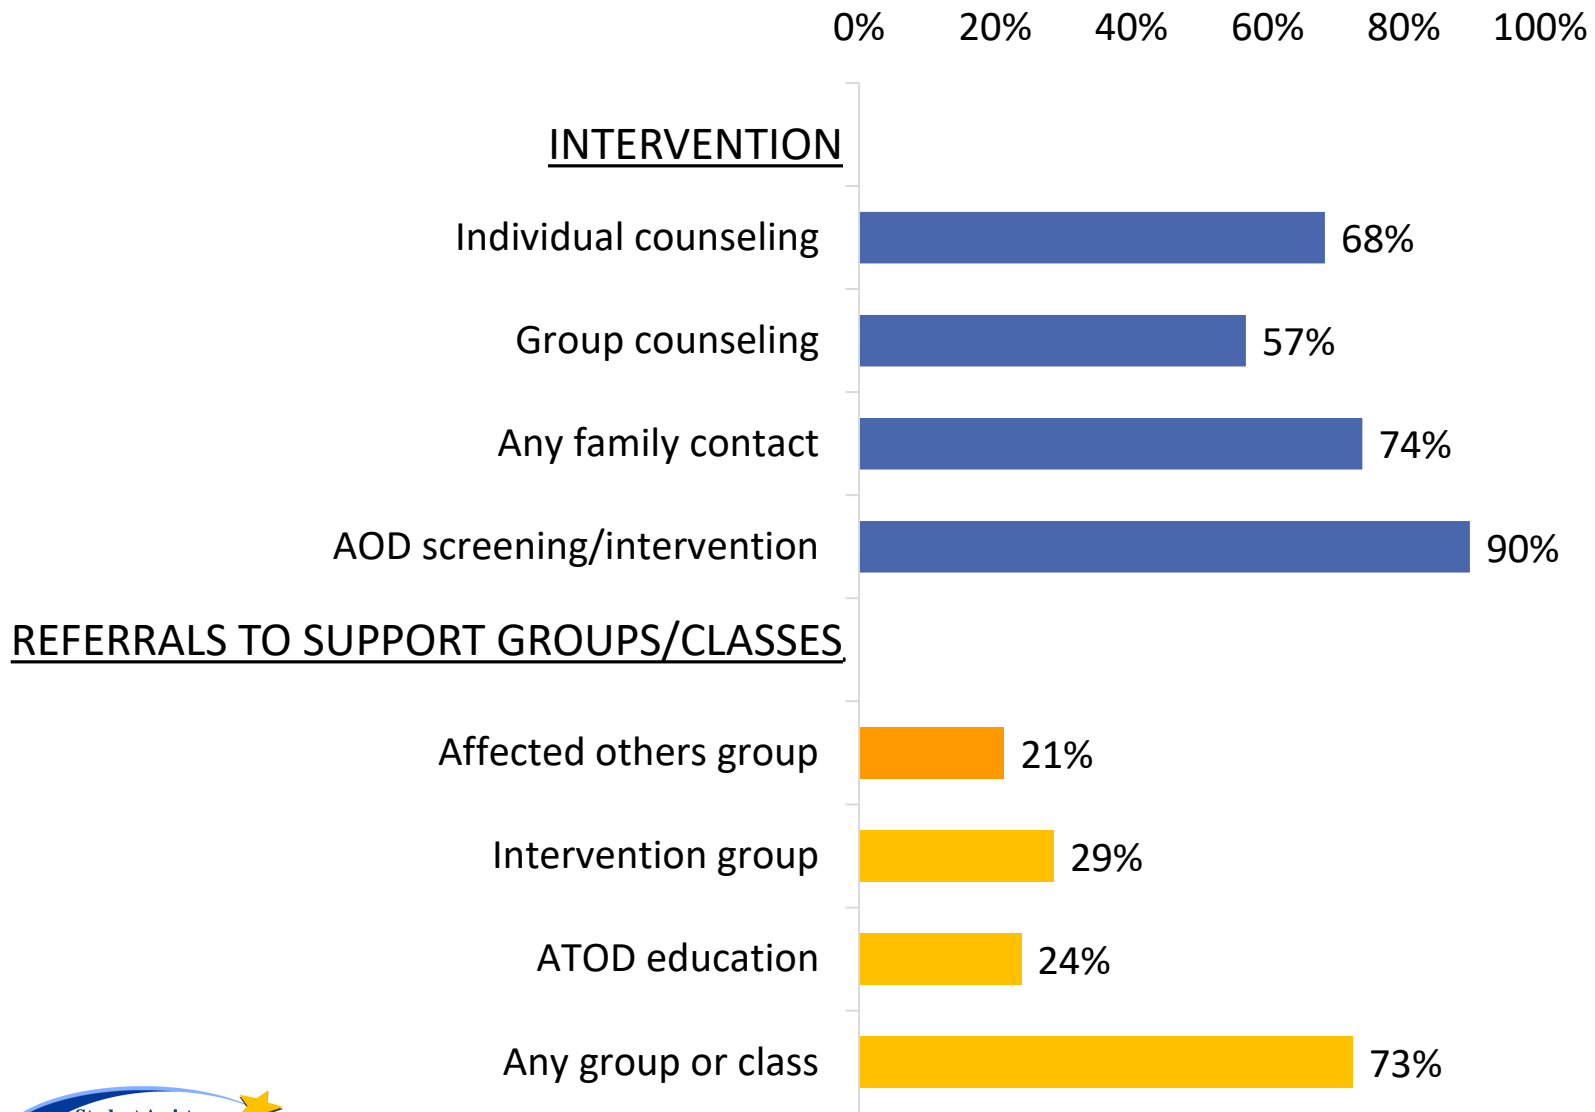 0% 20% 40% 60% 80% 100%
INTERVENTION
Individual counseling 68%
Group counseling 57%
Any family contact 74%
AOD screening/intervention 90%
REFERRALS TO SUPPORT GROUPS/CLASSES
Affected others group 21%
Intervention group 29%
ATOD education 24%
Any group or class 73%